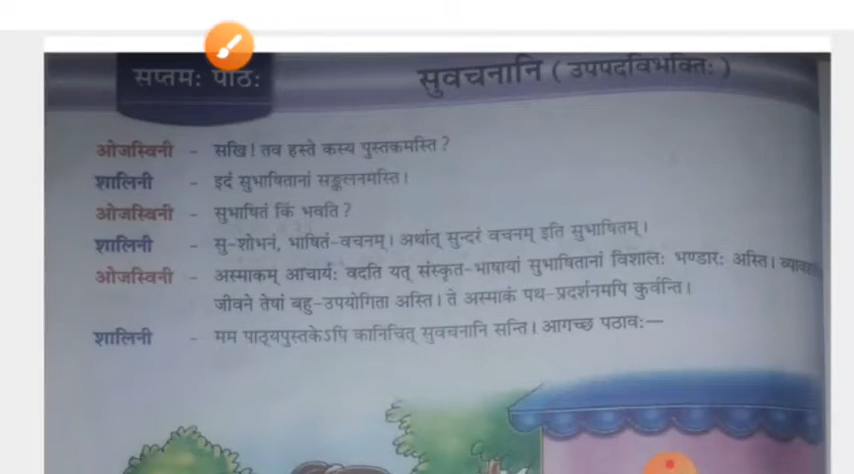 सप्तमः पाठः
सुवचनानि (उपपदविभक्तिः)
ओजस्विनी - सखि! तव हस्ते कस्य पुस्तकमस्ति?
शालिनी - इदं सुभाषितानां सङ्कलनमस्ति।
ओजस्विनी - सुभाषितं किं भवति?
शालिनी - सु-शोभनं, भाषितं-वचनम्। अर्थात् सुन्दरं वचनम् इति सुभाषितम्।
ओजस्विनी - अस्माकम् आचार्यः वदति यत् संस्कृत-भाषायां सुभाषितानां विशालः भण्डारः अस्ति।
जीवने तेषां बहु-उपयोगिता अस्ति। ते अस्माकं पथ-प्रदर्शनमपि कुर्वन्ति।
शालिनी - मम पाठ्यपुस्तकेऽपि कानिचित् सुवचनानि सन्ति। आगच्छ पठावः—